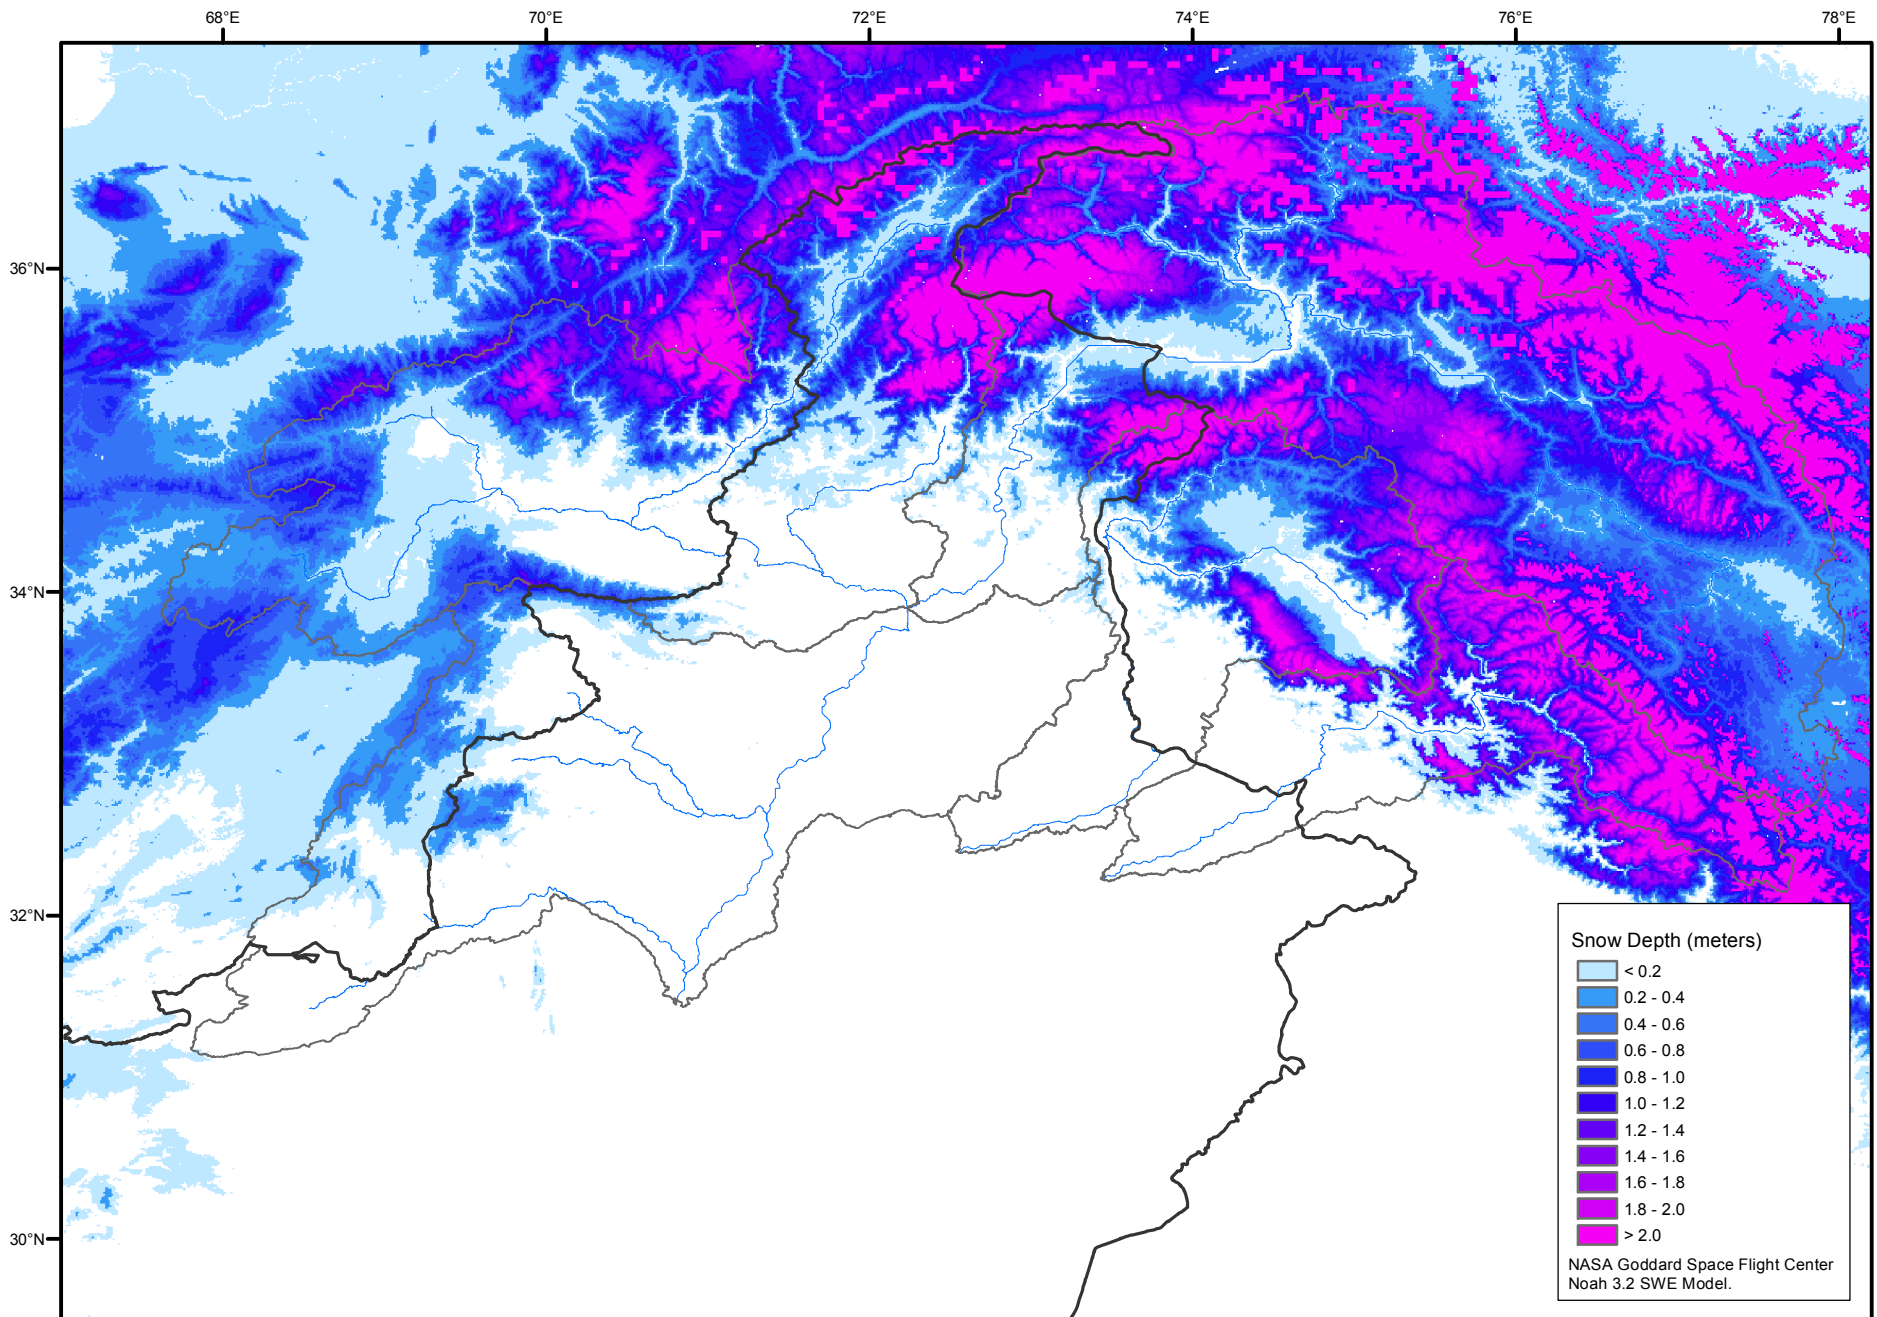 68°E 70°E 72°E 74°E 76°E 78°E
36°N
34°N
32°N
30°N
Snow Depth (meters)
< 0.2
0.2 - 0.4
0.4 - 0.6
0.6 - 0.8
0.8 - 1.0
1.0 - 1.2
1.2 - 1.4
1.4 - 1.6
1.6 - 1.8
1.8 - 2.0
> 2.0
NASA Goddard Space Flight Center
Noah 3.2 SWE Model.